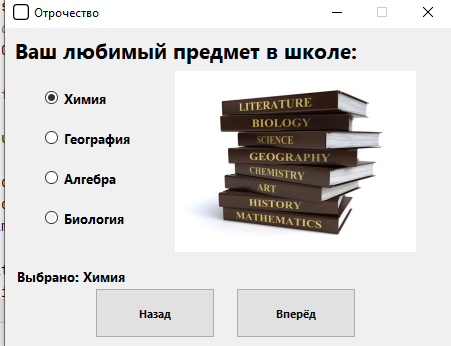 Отрочество
Ваш любимый предмет в школе:
Химия
География
Алгебра
Биология
LITERATURE
BIOLOGY
SCIENCE
GEOGRAPHY
CHEMISTRY
ART
HISTORY
MATHEMATICS
Выбрано: Химия
Назад
Вперёд